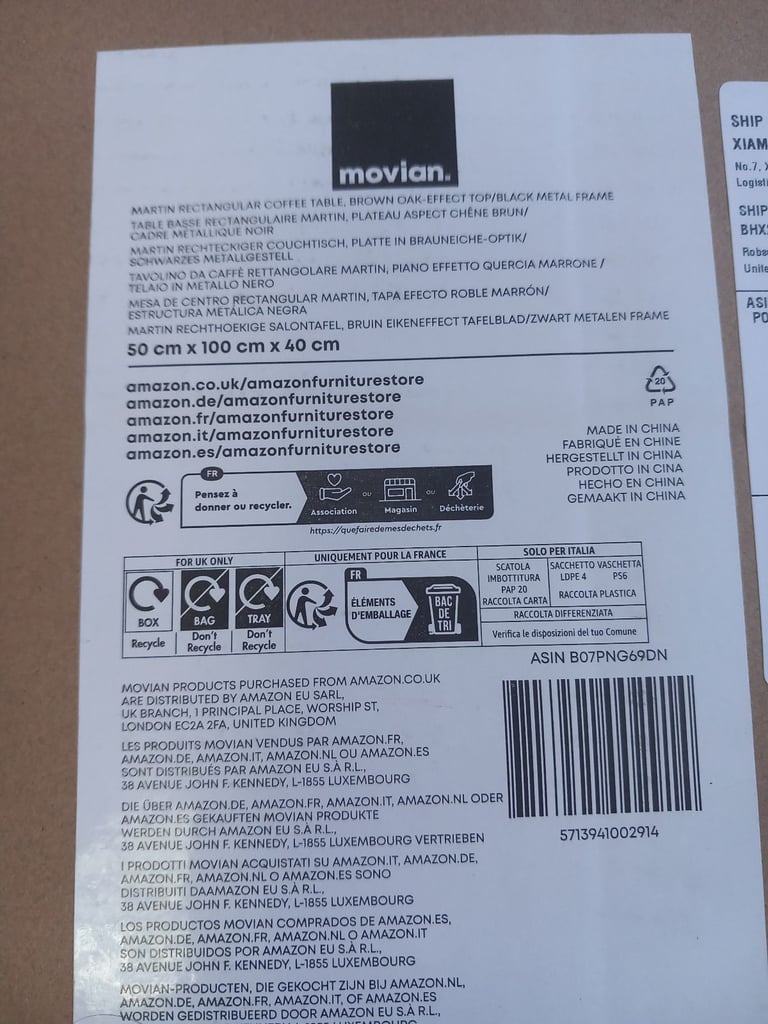 movian.
MARTIN RECTANGULAR COFFEE TABLE, BROWN OAK-EFFECT TOP/BLACK METAL FRAME
TABLE BASSE RECTANGULAIRE MARTIN, PLATEAU ASPECT CHÊNE BRUN/
CADRE MÉTALLIQUE NOIR
MARTIN RECHTECKIGER COUCHTISCH, PLATTE IN BRAUNEICHE-OPTIK/
SCHWARZES METALLGESTELL
TAVOLINO DA CAFFÈ RETTANGOLARE MARTIN, PIANO EFFETTO QUERCIA MARRONE /
TELAIO IN METALLO NERO
MESA DE CENTRO RECTANGULAR MARTIN, TAPA EFECTO ROBLE MARRÓN/
ESTRUCTURA METÁLICA NEGRA
MARTIN RECHTHOEKIGE SALONTAFEL, BRUIN EIKENEFFECT TAFELBLAD/ZWART METALEN FRAME
50 cm x 100 cm x 40 cm
amazon.co.uk/amazonfurniturestore
amazon.de/amazonfurniturestore
amazon.fr/amazonfurniturestore
amazon.it/amazonfurniturestore
amazon.es/amazonfurniturestore
20
PAP
MADE IN CHINA
FABRIQUÉ EN CHINE
HERGESTELLT IN CHINA
PRODOTTO IN CINA
HECHO EN CHINA
GEMAAKT IN CHINA
FR
Pensez à
donner ou recycler.
Association
OU
Magasin
OU
Déchèterie
https://quefairedemesdechets.fr
FOR UK ONLY
BOX
Recycle
BAG
Don't
Recycle
TRAY
Don't
Recycle
UNIQUEMENT POUR LA FRANCE
FR
ÉLÉMENTS
D'EMBALLAGE
BAC
DE
TRI
SOLO PER ITALIA
SCATOLA
IMBOTTITURA
PAP 20
RACCOLTA CARTA
SACCHETTO VASCHETTA
LDPE 4 PS6
RACCOLTA PLASTICA
RACCOLTA DIFFERENZIATA
Verifica le disposizioni del tuo Comune
ASIN B07PNG69DN
5713941002914
MOVIAN PRODUCTS PURCHASED FROM AMAZON.CO.UK
ARE DISTRIBUTED BY AMAZON EU SARL,
UK BRANCH, 1 PRINCIPAL PLACE, WORSHIP ST,
LONDON EC2A 2FA, UNITED KINGDOM
LES PRODUITS MOVIAN VENDUS PAR AMAZON.FR,
AMAZON.DE, AMAZON.IT, AMAZON.NL OU AMAZON.ES
SONT DISTRIBUÉS PAR AMAZON EU S.À R.L.,
38 AVENUE JOHN F. KENNEDY, L-1855 LUXEMBOURG
DIE ÜBER AMAZON.DE, AMAZON.FR, AMAZON.IT, AMAZON.NL ODER
AMAZON.ES GEKAUFTEN MOVIAN PRODUKTE
WERDEN DURCH AMAZON EU S.À R.L.,
38 AVENUE JOHN F. KENNEDY, L-1855 LUXEMBOURG VERTRIEBEN
I PRODOTTI MOVIAN ACQUISTATI SU AMAZON.IT, AMAZON.DE,
AMAZON.FR, AMAZON.NL O AMAZON.ES SONO
DISTRIBUITI DAAMAZON EU S.À R.L.,
38 AVENUE JOHN F. KENNEDY, L-1855 LUXEMBOURG
LOS PRODUCTOS MOVIAN COMPRADOS DE AMAZON.ES,
AMAZON.DE, AMAZON.FR, AMAZON.NL O AMAZON.IT
SON DISTRIBUIDOS POR AMAZON EU S.À R.L.,
38 AVENUE JOHN F. KENNEDY, L-1855 LUXEMBOURG
MOVIAN-PRODUCTEN, DIE GEKOCHT ZIJN BIJ AMAZON.NL,
AMAZON.DE, AMAZON.FR, AMAZON.IT, OF AMAZON.ES
WORDEN GEDISTRIBUEERD DOOR AMAZON EU S.À R.L.,
SHIP
XIAM
No.7,
Logisti
SHIP
Unite
ASI
PO